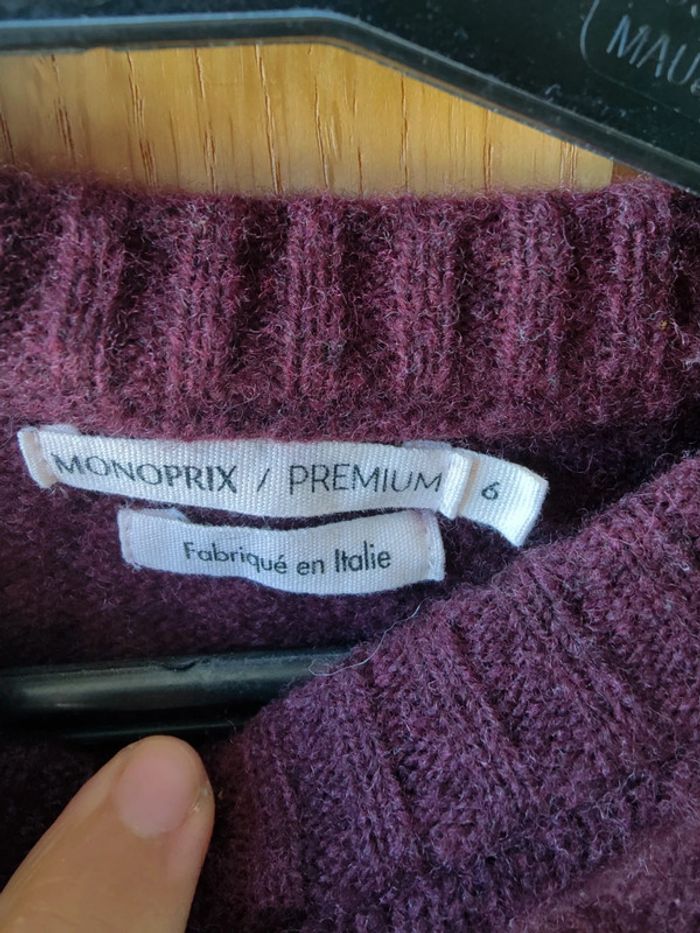 MONOPRIX / PREMIUM
6
Fabriqué en Italie